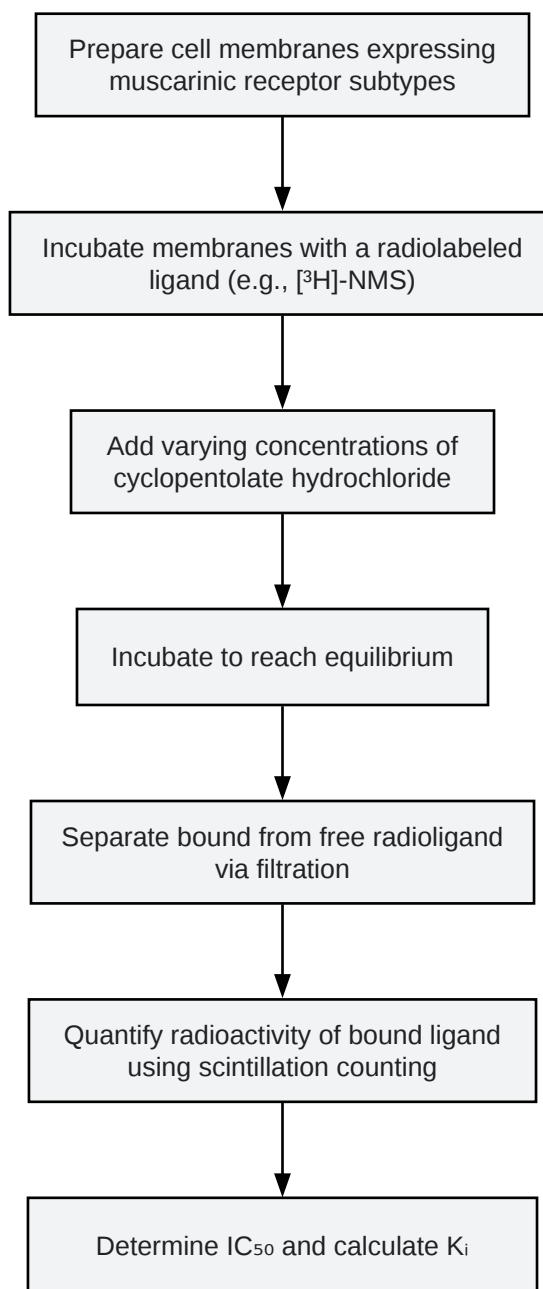 Prepare cell membranes expressing
muscarinic receptor subtypes
Incubate membranes with a radiolabeled
ligand (e.g., [³H]-NMS)
Add varying concentrations of
cyclopentolate hydrochloride
Incubate to reach equilibrium
Separate bound from free radioligand
via filtration
Quantify radioactivity of bound ligand
using scintillation counting
Determine IC₅₀ and calculate Kᵢ